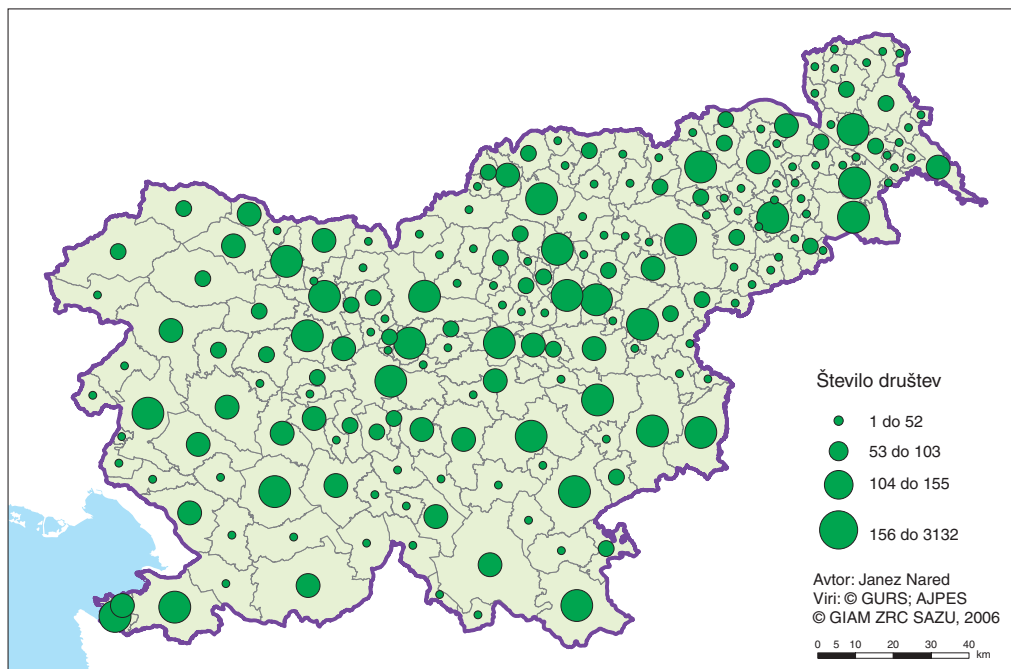 Število društev
1 do 52
53 do 103
104 do 155
156 do 3132
Avtor: Janez Nared
Viri: © GURS; AJPES
© GIAM ZRC SAZU, 2006
0 5 10 20 30 40
km